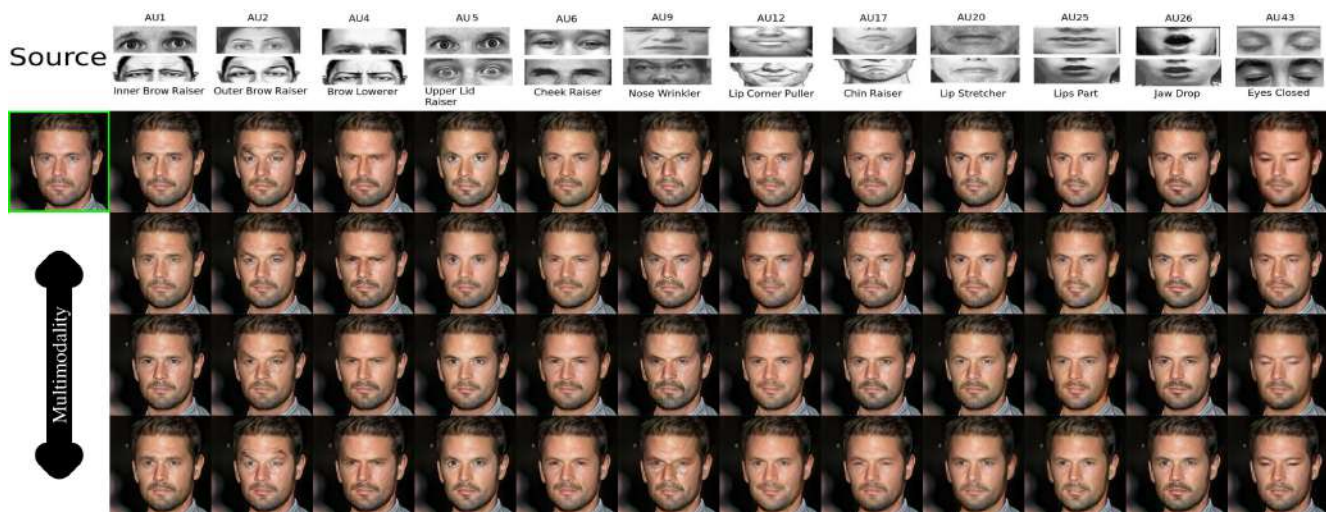 AU1
AU2
AU4
AU5
AU6
AU9
AU12
AU17
AU20
AU25
AU26
AU43
Source
Inner Brow Raiser
Outer Brow Raiser
Brow Lowerer
Upper Lid
Raiser
Cheek Raiser
Nose Wrinkler
Lip Corner Puller
Chin Raiser
Lip Stretcher
Lips Part
Jaw Drop
Eyes Closed
Multimodality